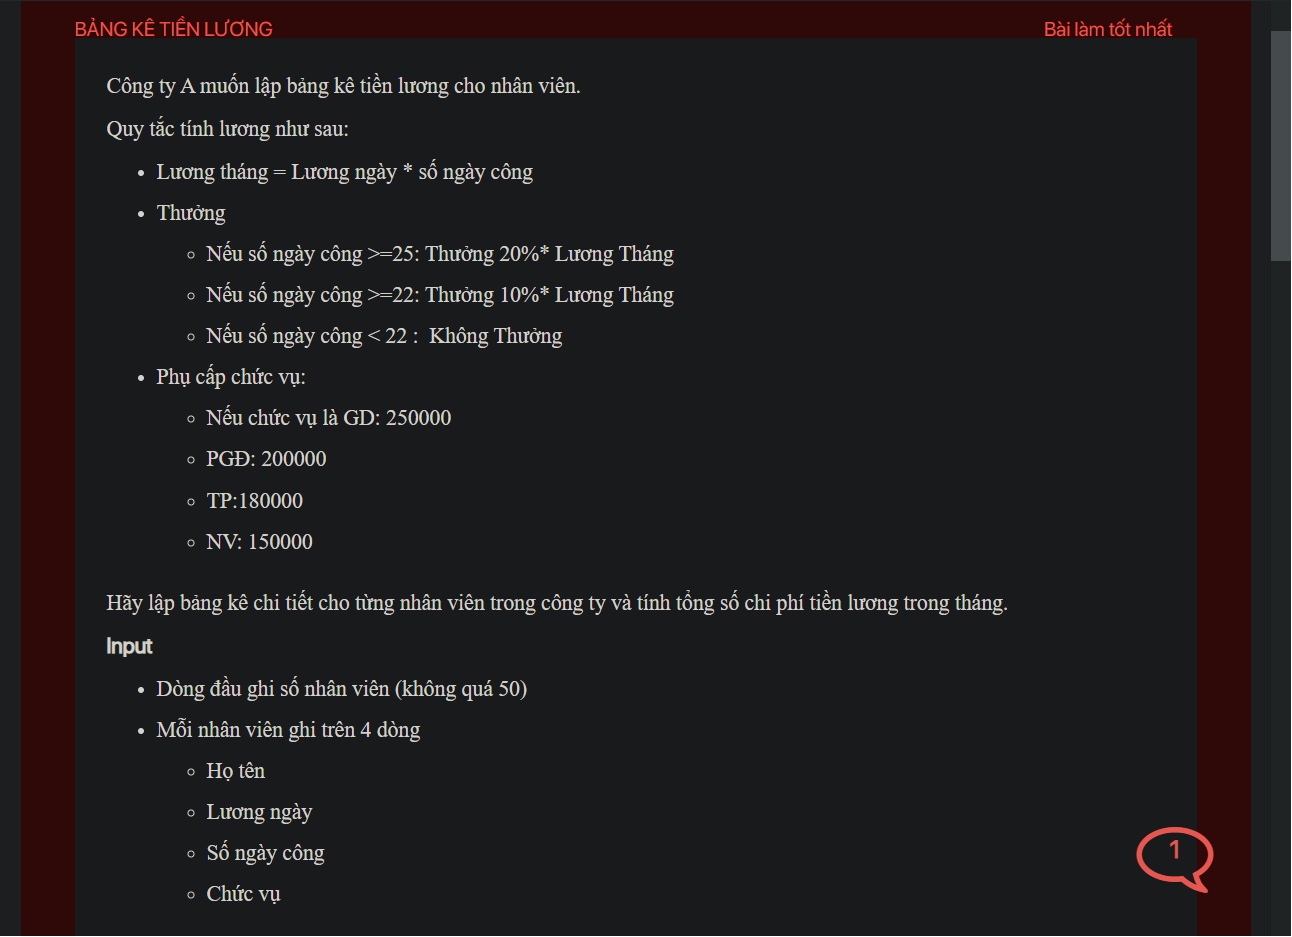 BẢNG KÊ TIỀN LƯƠNG
Bài làm tốt nhất
Công ty A muốn lập bảng kê tiền lương cho nhân viên.
Quy tắc tính lương như sau:
Lương tháng = Lương ngày * số ngày công
Thưởng
Nếu số ngày công >=25: Thưởng 20%* Lương Tháng
Nếu số ngày công >=22: Thưởng 10%* Lương Tháng
Nếu số ngày công < 22 :  Không Thưởng
Phụ cấp chức vụ:
Nếu chức vụ là GD: 250000
PGĐ: 200000
TP:180000
NV: 150000
Hãy lập bảng kê chi tiết cho từng nhân viên trong công ty và tính tổng số chi phí tiền lương trong tháng.
Input
Dòng đầu ghi số nhân viên (không quá 50)
Mỗi nhân viên ghi trên 4 dòng
Họ tên
Lương ngày
Số ngày công
Chức vụ
1